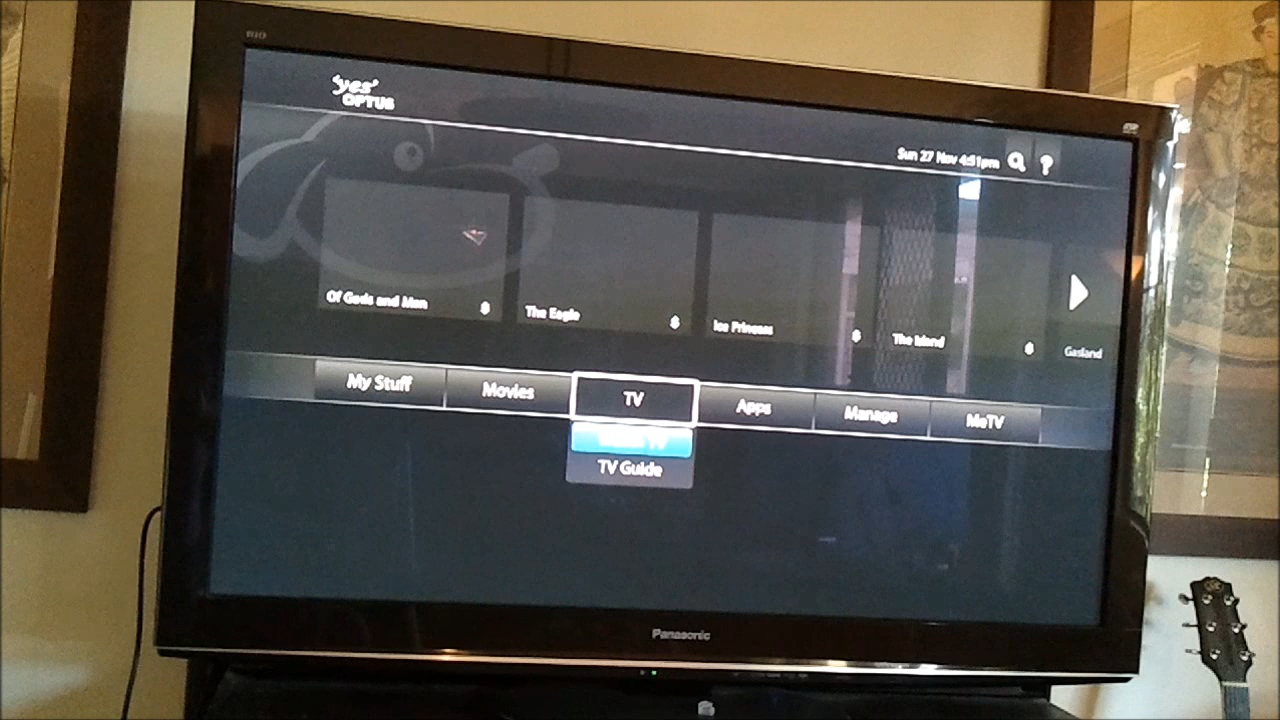 'yes'
OPTUS
Sun 27 Nov 4:51pm ?
Of Gods and Men $
The Eagle $
Ice Princess $
The Island $
Gasland
My Stuff
Movies
TV
Apps
Manage
MeTV
TV Guide
Panasonic